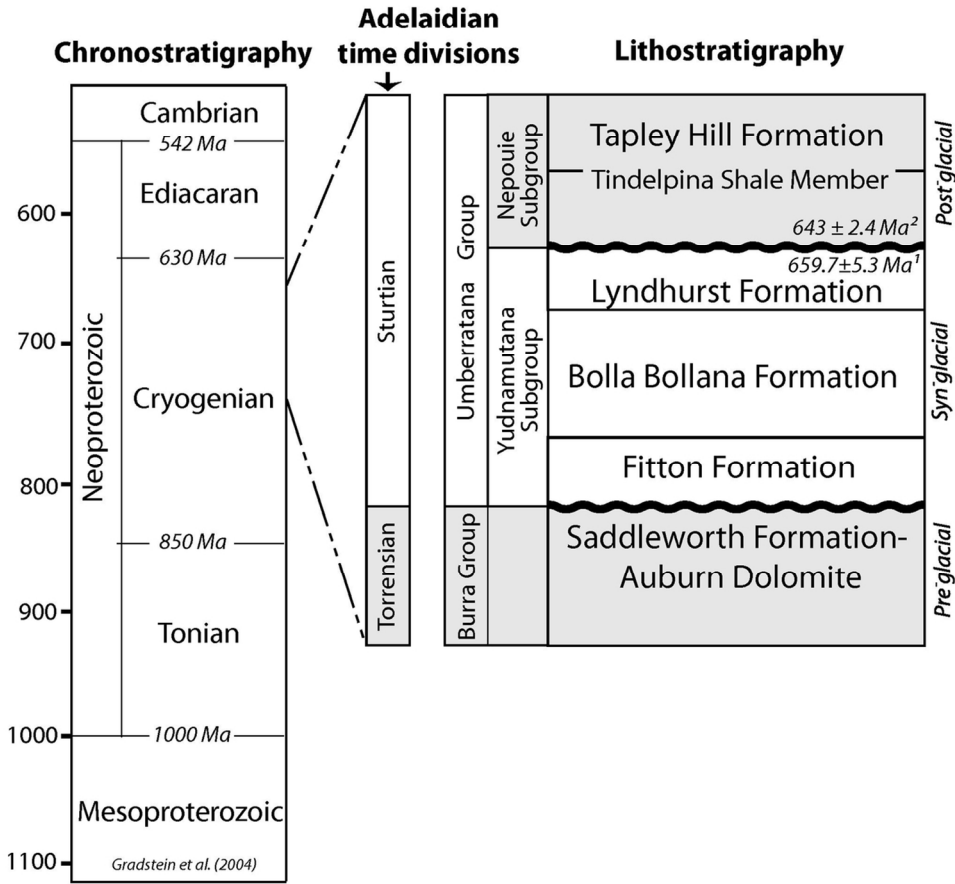 Chronostratigraphy
Adelaidian
time divisions
Lithostratigraphy
600
700
800
900
1000
1100
Cambrian
542 Ma
Ediacaran
630 Ma
Neoproterozoic
Cryogenian
850 Ma
Tonian
1000 Ma
Mesoproterozoic
Gradstein et al. (2004)
Sturtian
Torrensian
Umberratana Group
Burra Group
Nepouie
Subgroup
Yudnamutana
Subgroup
Tapley Hill Formation
Tindelpina Shale Member
643 ± 2.4 Ma²
659.7±5.3 Ma¹
Lyndhurst Formation
Bolla Bollana Formation
Fitton Formation
Saddleworth Formation-
Auburn Dolomite
Post-glacial
Syn-glacial
Pre-glacial